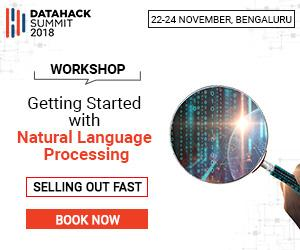 DATAHACK
SUMMIT
2018
22-24 NOVEMBER, BENGALURU
WORKSHOP
Getting Started
with
Natural Language
Processing
SELLING OUT FAST
BOOK NOW